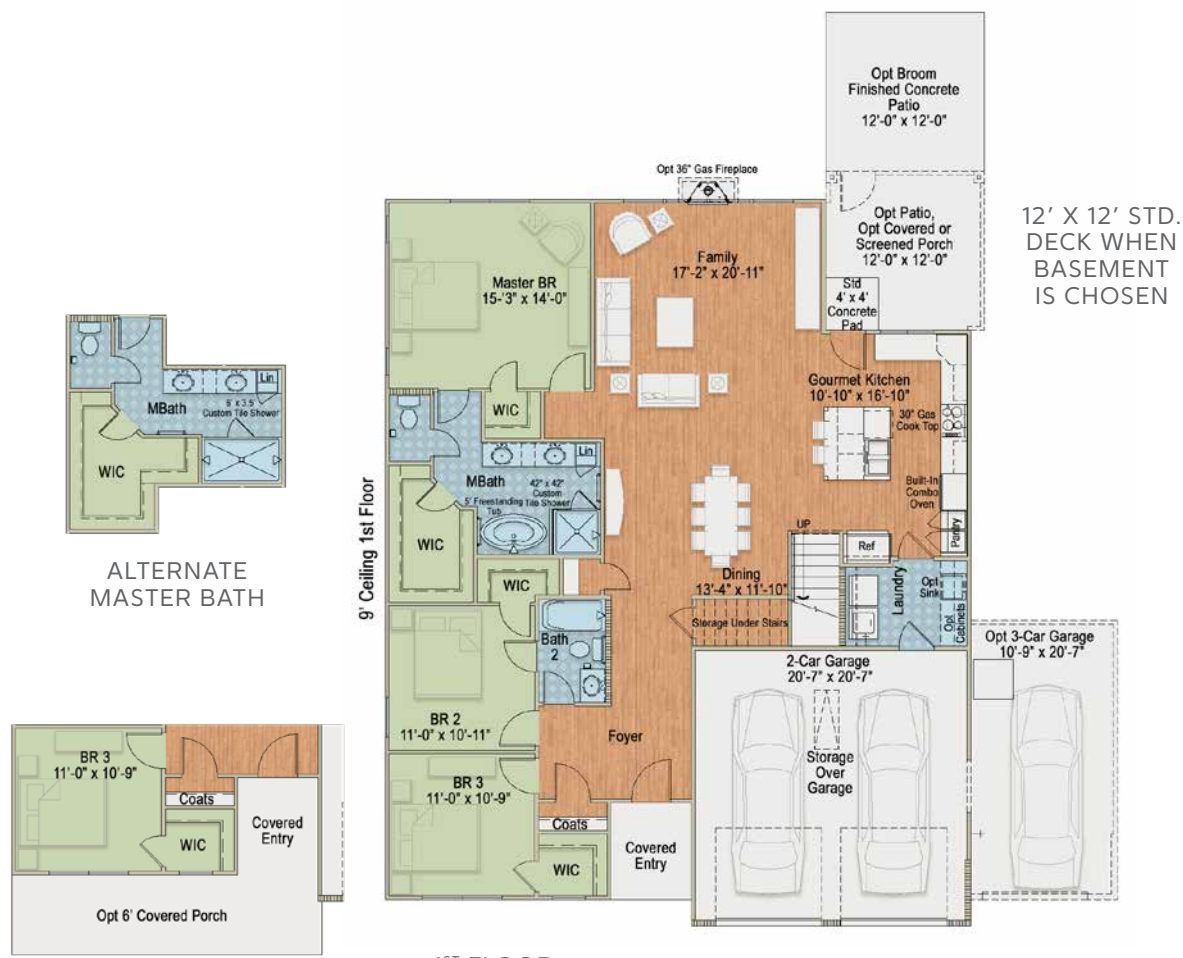 Opt Broom
Finished Concrete
Patio
12'-0" x 12'-0"
Opt 36" Gas Fireplace
Opt Patio,
Opt Covered or
Screened Porch
12'-0" x 12'-0"
12' X 12' STD.
DECK WHEN
BASEMENT
IS CHOSEN
Std
4' x 4'
Concrete
Pad
Family
17'-2" x 20'-11"
Master BR
15-'3" x 14'-0"
WIC
Gourmet Kitchen
10'-10" x 16'-10"
30" Gas
Cook Top
Built-In
Combo
Oven
Pantry
Ref
UP
MBath
Lin
5' Freestanding
Tub
42" x 42"
Custom
Tile Shower
WIC
WIC
Dining
13'-4" x 11'-10"
Storage Under Stairs
Laundry
Opt
Sink
Opt
Cabinets
9' Ceiling 1st Floor
Bath
2
BR 2
11'-0" x 10'-11"
Foyer
BR 3
11'-0" x 10'-9"
Coats
WIC
Covered
Entry
2-Car Garage
20'-7" x 20'-7"
Storage
Over
Garage
Opt 3-Car Garage
10'-9" x 20'-7"
MBath
Lin
6' x 3.5'
Custom Tile Shower
WIC
ALTERNATE
MASTER BATH
BR 3
11'-0" x 10'-9"
Coats
WIC
Covered
Entry
Opt 6' Covered Porch
1ST FLOOR